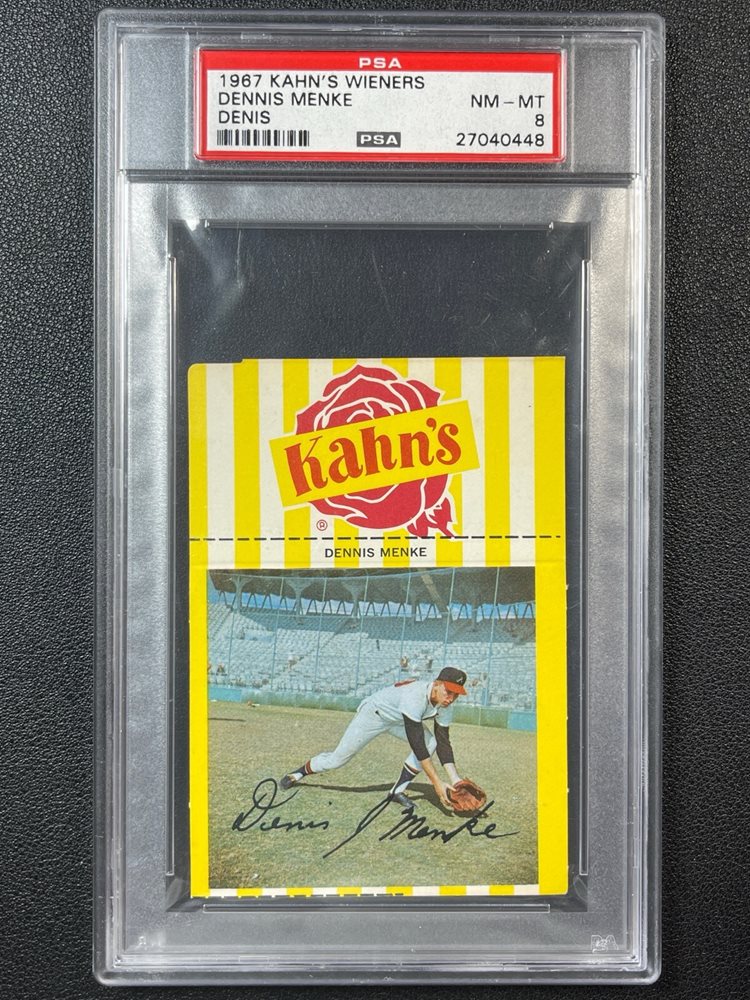 PSA
1967 KAHN'S WIENERS
DENNIS MENKE NM - MT
DENIS 8
PSA 27040448
Kahn's
®
DENNIS MENKE
Denis J Menke